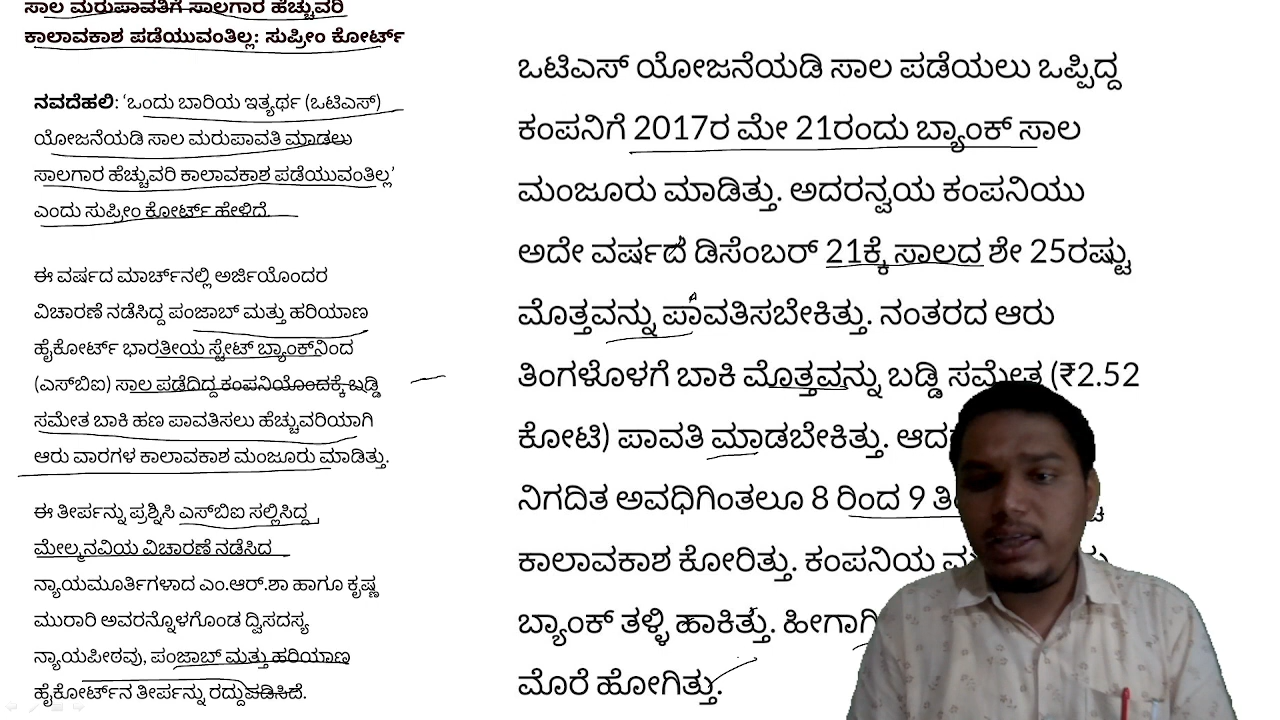 ಸಾಲ ಮರುಪಾವತಿಗೆ ಸಾಲಗಾರ ಹೆಚ್ಚುವರಿ
ಕಾಲಾವಕಾಶ ಪಡೆಯುವಂತಿಲ್ಲ: ಸುಪ್ರೀಂ ಕೋರ್ಟ್
ನವದೆಹಲಿ: ‘ಒಂದು ಬಾರಿಯ ಇತ್ಯರ್ಥ (ಒಟಿಎಸ್)
ಯೋಜನೆಯಡಿ ಸಾಲ ಮರುಪಾವತಿ ಮಾಡಲು
ಸಾಲಗಾರ ಹೆಚ್ಚುವರಿ ಕಾಲಾವಕಾಶ ಪಡೆಯುವಂತಿಲ್ಲ’
ಎಂದು ಸುಪ್ರೀಂ ಕೋರ್ಟ್ ಹೇಳಿದೆ.
ಈ ವರ್ಷದ ಮಾರ್ಚ್‌ನಲ್ಲಿ ಅರ್ಜಿಯೊಂದರ
ವಿಚಾರಣೆ ನಡೆಸಿದ್ದ ಪಂಜಾಬ್ ಮತ್ತು ಹರಿಯಾಣ
ಹೈಕೋರ್ಟ್ ಭಾರತೀಯ ಸ್ಟೇಟ್ ಬ್ಯಾಂಕ್‌ನಿಂದ
(ಎಸ್‌ಬಿಐ) ಸಾಲ ಪಡೆದಿದ್ದ ಕಂಪನಿಯೊಂದಕ್ಕೆ ಬಡ್ಡಿ
ಸಮೇತ ಬಾಕಿ ಹಣ ಪಾವತಿಸಲು ಹೆಚ್ಚುವರಿಯಾಗಿ
ಆರು ವಾರಗಳ ಕಾಲಾವಕಾಶ ಮಂಜೂರು ಮಾಡಿತ್ತು.
ಈ ತೀರ್ಪನ್ನು ಪ್ರಶ್ನಿಸಿ ಎಸ್‌ಬಿಐ ಸಲ್ಲಿಸಿದ್ದ
ಮೇಲ್ಮನವಿಯ ವಿಚಾರಣೆ ನಡೆಸಿದ
ನ್ಯಾಯಮೂರ್ತಿಗಳಾದ ಎಂ.ಆರ್.ಶಾ ಹಾಗೂ ಕೃಷ್ಣ
ಮುರಾರಿ ಅವರನ್ನೊಳಗೊಂಡ ದ್ವಿಸದಸ್ಯ
ನ್ಯಾಯಪೀಠವು, ಪಂಜಾಬ್ ಮತ್ತು ಹರಿಯಾಣ
ಹೈಕೋರ್ಟ್‌ನ ತೀರ್ಪನ್ನು ರದ್ದುಪಡಿಸಿದೆ.
ಒಟಿಎಸ್ ಯೋಜನೆಯಡಿ ಸಾಲ ಪಡೆಯಲು ಒಪ್ಪಿದ್ದ
ಕಂಪನಿಗೆ 2017ರ ಮೇ 21ರಂದು ಬ್ಯಾಂಕ್ ಸಾಲ
ಮಂಜೂರು ಮಾಡಿತ್ತು. ಅದರನ್ವಯ ಕಂಪನಿಯು
ಅದೇ ವರ್ಷದ ಡಿಸೆಂಬರ್ 21ಕ್ಕೆ ಸಾಲದ ಶೇ 25ರಷ್ಟು
ಮೊತ್ತವನ್ನು ಪಾವತಿಸಬೇಕಿತ್ತು. ನಂತರದ ಆರು
ತಿಂಗಳೊಳಗೆ ಬಾಕಿ ಮೊತ್ತವನ್ನು ಬಡ್ಡಿ ಸಮೇತ (₹2.52
ಕೋಟಿ) ಪಾವತಿ ಮಾಡಬೇಕಿತ್ತು.
ನಿಗದಿತ ಅವಧಿಗಿಂತಲೂ 8 ರಿಂದ 9
ಕಾಲಾವಕಾಶ ಕೋರಿತ್ತು. ಕಂಪನಿಯ
ಬ್ಯಾಂಕ್ ತಳ್ಳಿ ಹಾಕಿತ್ತು. ಹೀಗಾಗಿ
ಮೊರೆ ಹೋಗಿತ್ತು.